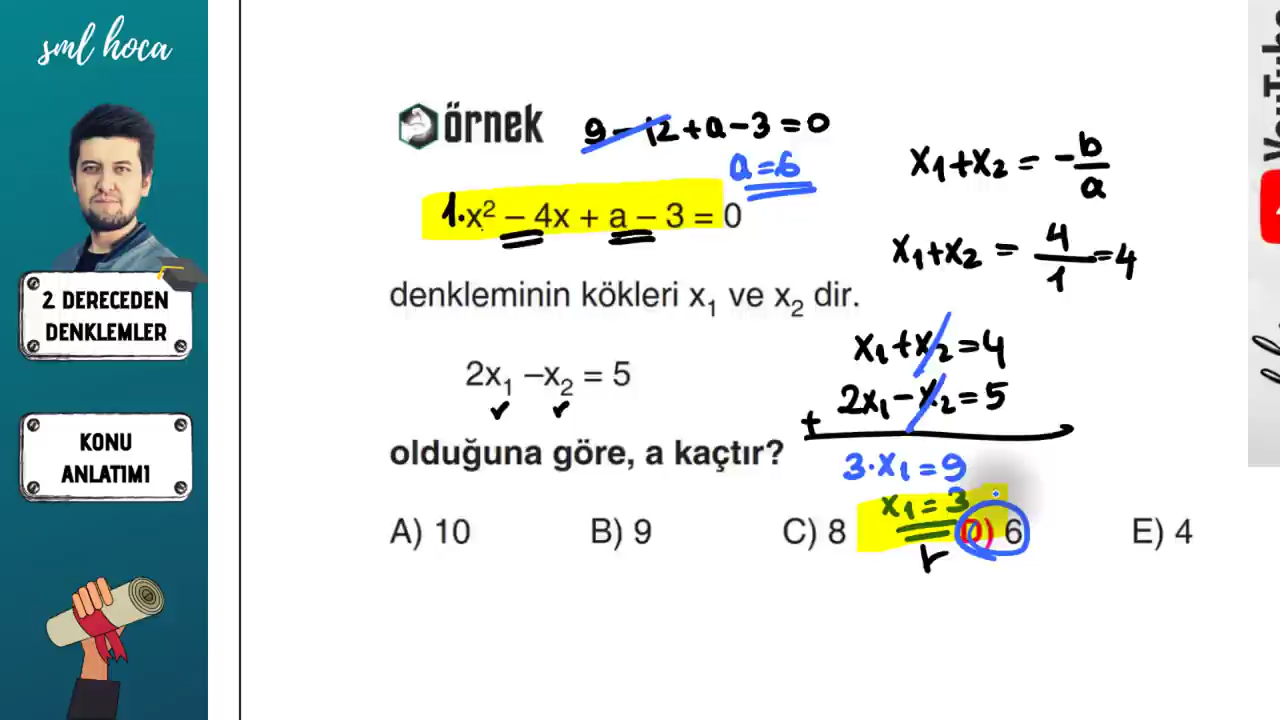 sml hoca
2 DERECEDEN
DENKLEMLER
KONU
ANLATIMI
örnek
9 - 12 + a - 3 = 0
a = 6
1.x² – 4x + a – 3 = 0
denkleminin kökleri x₁ ve x₂ dir.
2x₁ – x₂ = 5
olduğuna göre, a kaçtır?
A) 10 B) 9 C) 8 D) 6 E) 4
x₁ + x₂ = - b/a
x₁ + x₂ = 4/1 = 4
x₁ + x₂ = 4
+ 2x₁ - x₂ = 5
3·x₁ = 9
x₁ = 3
YouTube